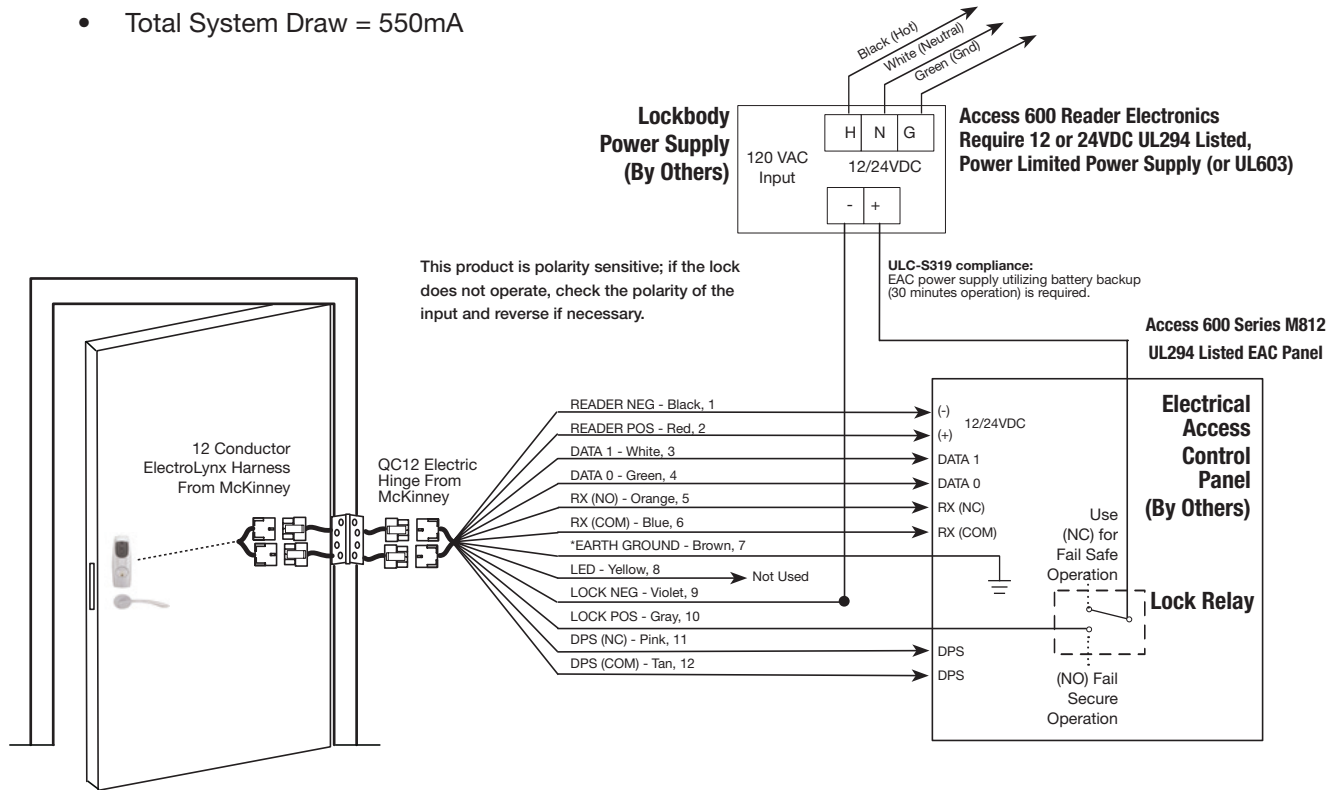 • Total System Draw = 550mA
Black (Hot)
White (Neutral)
Green (Gnd)
Lockbody
Power Supply
(By Others)
H N G
120 VAC
Input
12/24VDC
- +
Access 600 Reader Electronics
Require 12 or 24VDC UL294 Listed,
Power Limited Power Supply (or UL603)
This product is polarity sensitive; if the lock
does not operate, check the polarity of the
input and reverse if necessary.
ULC-S319 compliance:
EAC power supply utilizing battery backup
(30 minutes operation) is required.
Access 600 Series M812
UL294 Listed EAC Panel
12 Conductor
ElectroLynx Harness
From McKinney
QC12 Electric
Hinge From
McKinney
READER NEG - Black, 1
READER POS - Red, 2
DATA 1 - White, 3
DATA 0 - Green, 4
RX (NO) - Orange, 5
RX (COM) - Blue, 6
*EARTH GROUND - Brown, 7
LED - Yellow, 8
Not Used
LOCK NEG - Violet, 9
LOCK POS - Gray, 10
DPS (NC) - Pink, 11
DPS (COM) - Tan, 12
(-)
12/24VDC
(+)
DATA 1
DATA 0
RX (NC)
RX (COM)
DPS
DPS
Electrical
Access
Control
Panel
(By Others)
Use
(NC) for
Fail Safe
Operation
Lock Relay
(NO) Fail
Secure
Operation